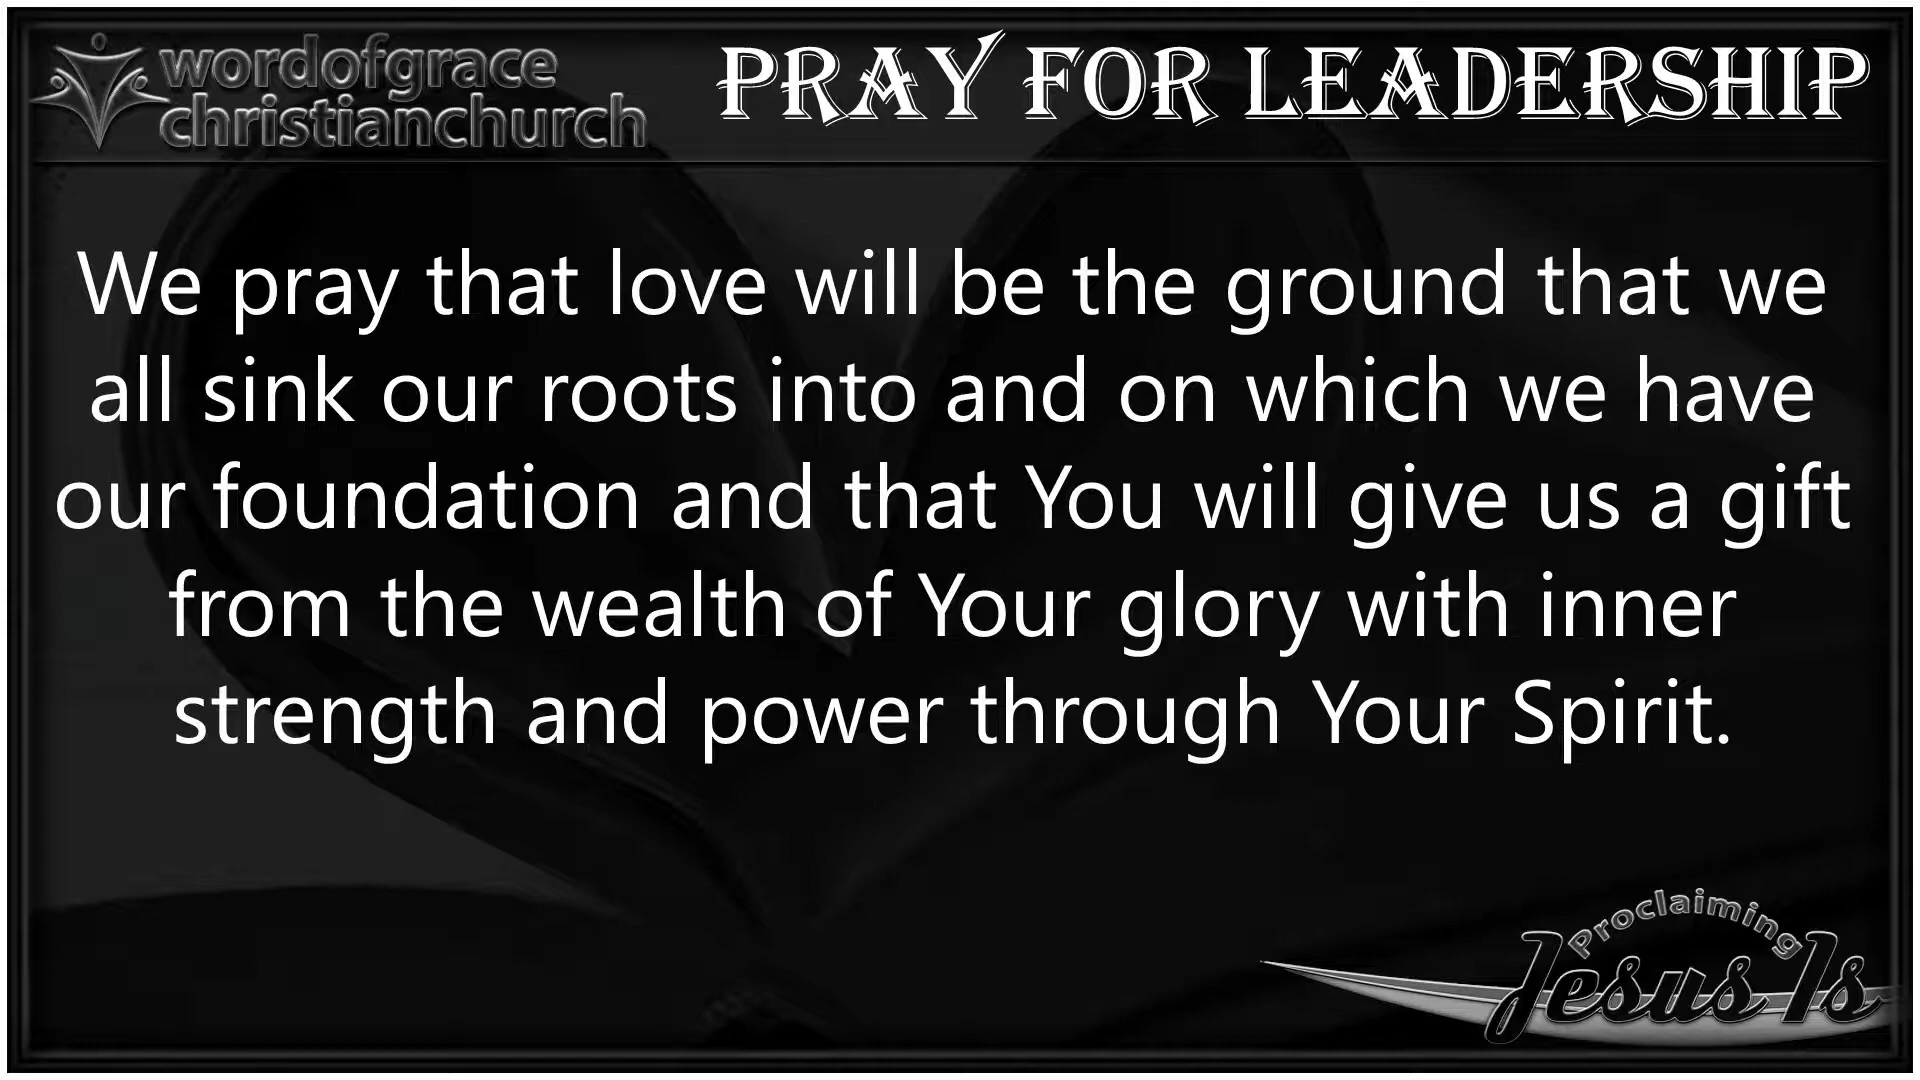 wordofgrace
christianchurch
PRAY FOR LEADERSHIP
We pray that love will be the ground that we
all sink our roots into and on which we have
our foundation and that You will give us a gift
from the wealth of Your glory with inner
strength and power through Your Spirit.
Proclaiming
Jesus Is